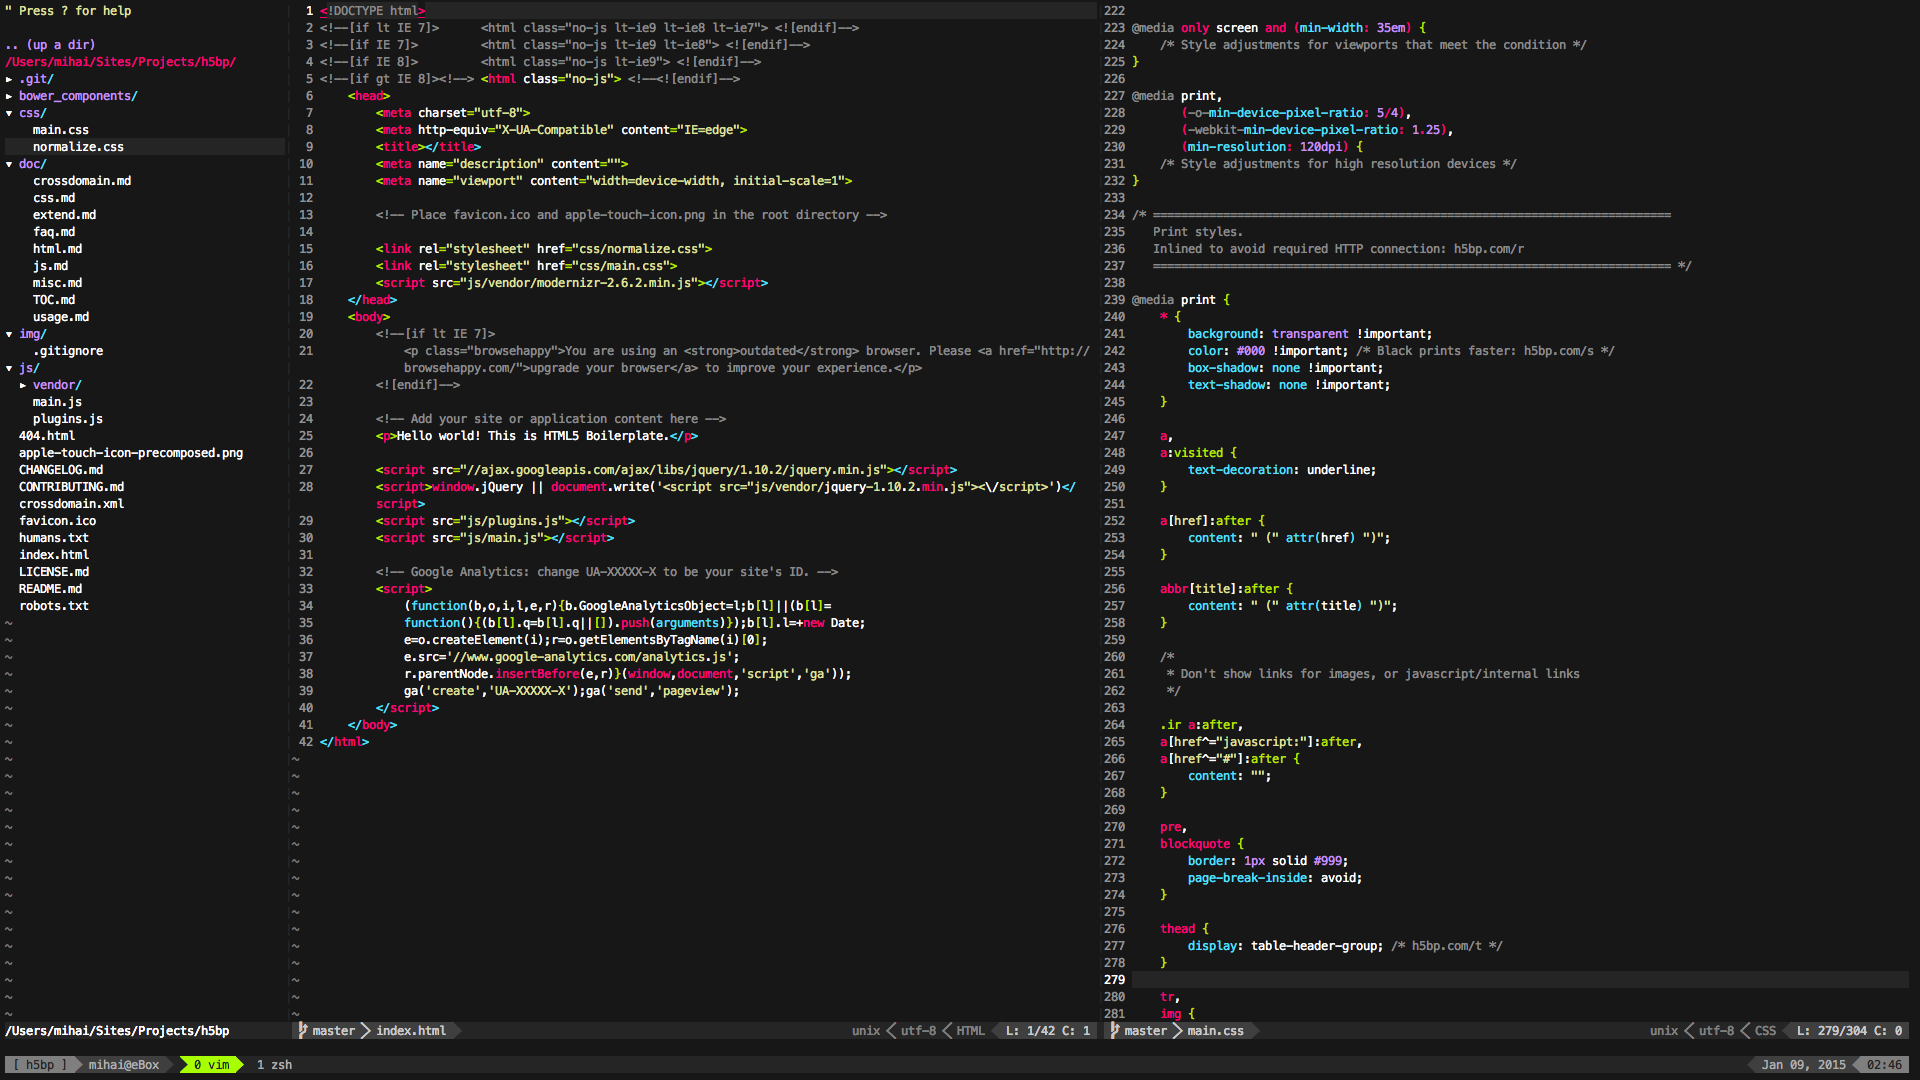 " Press ? for help
.. (up a dir)
/Users/mihai/Sites/Projects/h5bp/
▸ .git/
▸ bower_components/
▾ css/
main.css
normalize.css
▾ doc/
crossdomain.md
css.md
extend.md
faq.md
html.md
js.md
misc.md
TOC.md
usage.md
▾ img/
.gitignore
▾ js/
▸ vendor/
main.js
plugins.js
404.html
apple-touch-icon-precomposed.png
CHANGELOG.md
CONTRIBUTING.md
crossdomain.xml
favicon.ico
humans.txt
index.html
LICENSE.md
README.md
robots.txt
/Users/mihai/Sites/Projects/h5bp
1 <!DOCTYPE html>
2 <!--[if lt IE 7]>      <html class="no-js lt-ie9 lt-ie8 lt-ie7"> <![endif]-->
3 <!--[if IE 7]>         <html class="no-js lt-ie9 lt-ie8"> <![endif]-->
4 <!--[if IE 8]>         <html class="no-js lt-ie9"> <![endif]-->
5 <!--[if gt IE 8]><!--> <html class="no-js"> <!--<![endif]-->
6     <head>
7         <meta charset="utf-8">
8         <meta http-equiv="X-UA-Compatible" content="IE=edge">
9         <title></title>
10         <meta name="description" content="">
11         <meta name="viewport" content="width=device-width, initial-scale=1">
12
13         <!-- Place favicon.ico and apple-touch-icon.png in the root directory -->
14
15         <link rel="stylesheet" href="css/normalize.css">
16         <link rel="stylesheet" href="css/main.css">
17         <script src="js/vendor/modernizr-2.6.2.min.js"></script>
18     </head>
19     <body>
20         <!--[if lt IE 7]>
21             <p class="browsehappy">You are using an <strong>outdated</strong> browser. Please <a href="http://
browsehappy.com/">upgrade your browser</a> to improve your experience.</p>
22         <![endif]-->
23
24         <!-- Add your site or application content here -->
25         <p>Hello world! This is HTML5 Boilerplate.</p>
26
27         <script src="//ajax.googleapis.com/ajax/libs/jquery/1.10.2/jquery.min.js"></script>
28         <script>window.jQuery || document.write('<script src="js/vendor/jquery-1.10.2.min.js"><\/script>')</
script>
29         <script src="js/plugins.js"></script>
30         <script src="js/main.js"></script>
31
32         <!-- Google Analytics: change UA-XXXXX-X to be your site's ID. -->
33         <script>
34             (function(b,o,i,l,e,r){b.GoogleAnalyticsObject=l;b[l]||(b[l]=
35             function(){(b[l].q=b[l].q||[]).push(arguments)});b[l].l=+new Date;
36             e=o.createElement(i);r=o.getElementsByTagName(i)[0];
37             e.src='//www.google-analytics.com/analytics.js';
38             r.parentNode.insertBefore(e,r)}(window,document,'script','ga'));
39             ga('create','UA-XXXXX-X');ga('send','pageview');
40         </script>
41     </body>
42 </html>
master index.html unix utf-8 HTML L: 1/42 C: 1
222
223 @media only screen and (min-width: 35em) {
224     /* Style adjustments for viewports that meet the condition */
225 }
226
227 @media print,
228        (-o-min-device-pixel-ratio: 5/4),
229        (-webkit-min-device-pixel-ratio: 1.25),
230        (min-resolution: 120dpi) {
231     /* Style adjustments for high resolution devices */
232 }
233
234 /* ==========================================================================
235    Print styles.
236    Inlined to avoid required HTTP connection: h5bp.com/r
237    ========================================================================== */
238
239 @media print {
240     * {
241         background: transparent !important;
242         color: #000 !important; /* Black prints faster: h5bp.com/s */
243         box-shadow: none !important;
244         text-shadow: none !important;
245     }
246
247     a,
248     a:visited {
249         text-decoration: underline;
250     }
251
252     a[href]:after {
253         content: " (" attr(href) ")";
254     }
255
256     abbr[title]:after {
257         content: " (" attr(title) ")";
258     }
259
260     /*
261      * Don't show links for images, or javascript/internal links
262      */
263
264     .ir a:after,
265     a[href^="javascript:"]:after,
266     a[href^="#"]:after {
267         content: "";
268     }
269
270     pre,
271     blockquote {
272         border: 1px solid #999;
273         page-break-inside: avoid;
274     }
275
276     thead {
277         display: table-header-group; /* h5bp.com/t */
278     }
279
280     tr,
281     img {
master main.css unix utf-8 CSS L: 279/304 C: 0
[ h5bp ] mihai@eBox 0 vim 1 zsh Jan 09, 2015 02:46